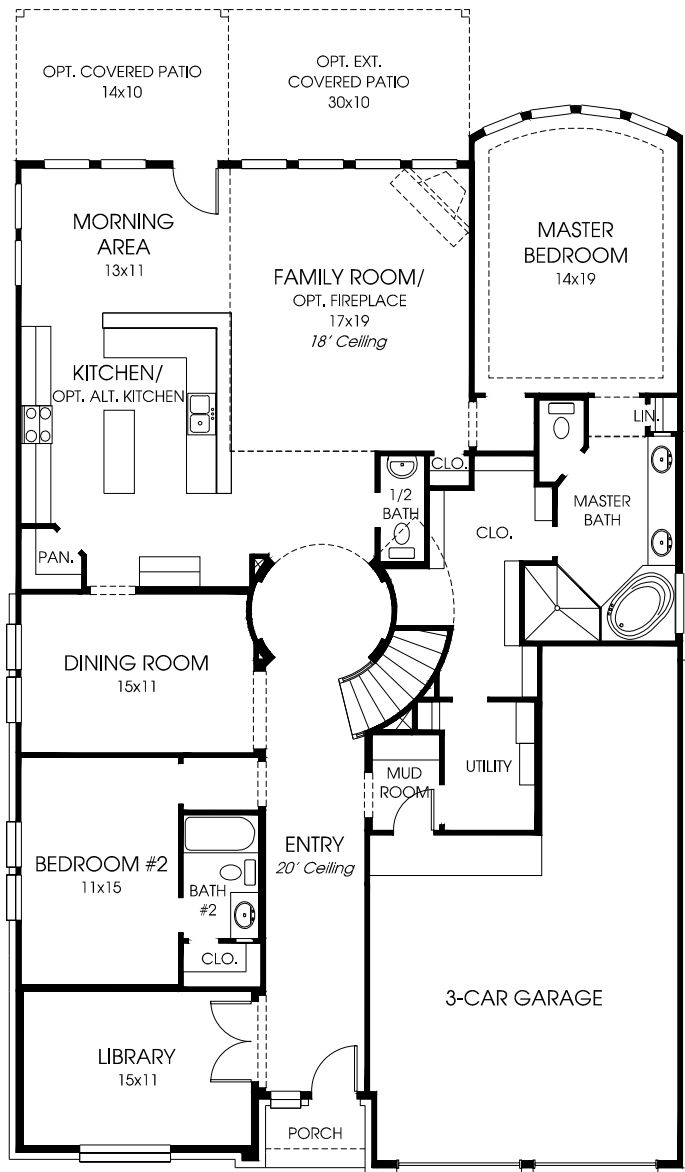 OPT. COVERED PATIO
14x10
OPT. EXT.
COVERED PATIO
30x10
MORNING
AREA
13x11
FAMILY ROOM/
OPT. FIREPLACE
17x19
18' Ceiling
MASTER
BEDROOM
14x19
KITCHEN/
OPT. ALT. KITCHEN
LIN.
CLO.
1/2
BATH
MASTER
BATH
CLO.
PAN.
DINING ROOM
15x11
MUD
ROOM
UTILITY
ENTRY
20' Ceiling
BEDROOM #2
11x15
BATH
#2
CLO.
3-CAR GARAGE
LIBRARY
15x11
PORCH